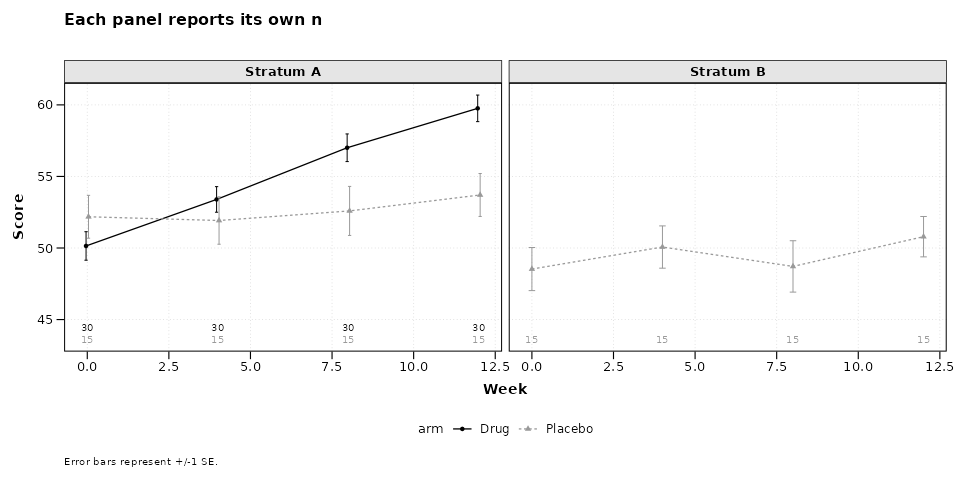 Each panel reports its own n
Stratum A
Stratum B
Score
60
55
50
45
30 30 30 30
15 15 15 15
15 15 15 15
0.0 2.5 5.0 7.5 10.0 12.5
0.0 2.5 5.0 7.5 10.0 12.5
Week
arm Drug Placebo
Error bars represent +/-1 SE.